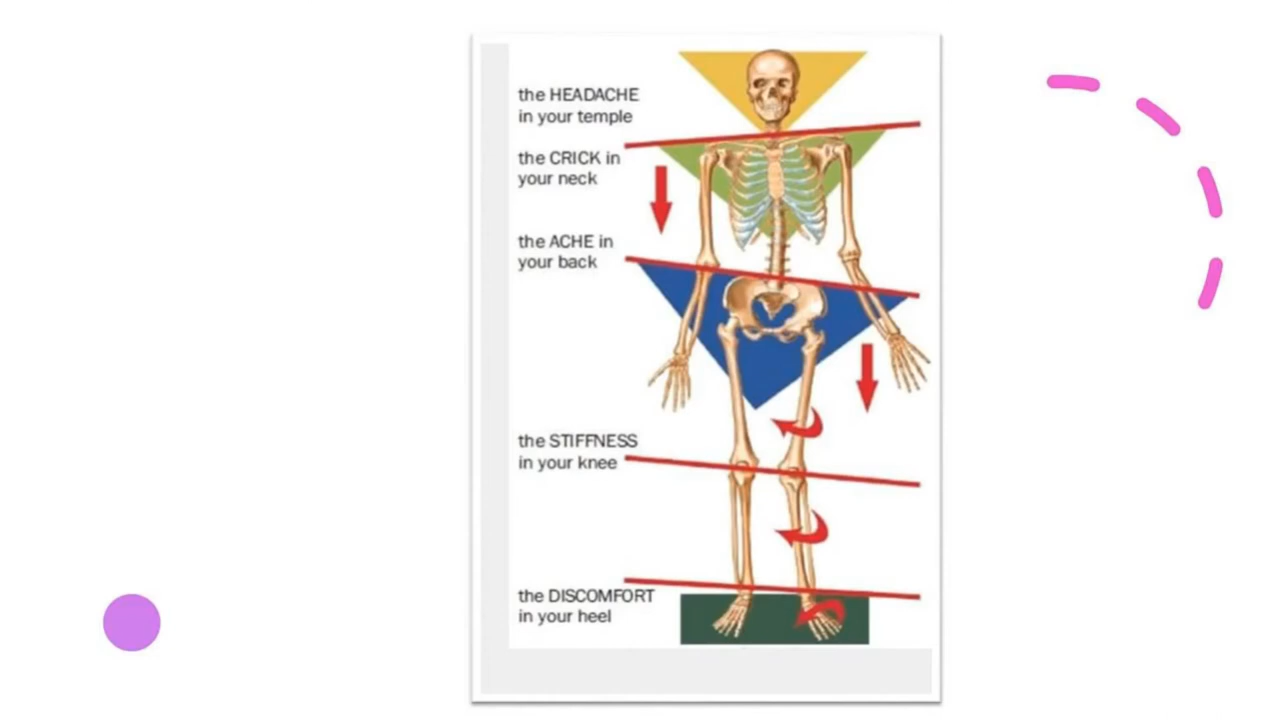 the HEADACHE
in your temple
the CRICK in
your neck
the ACHE in
your back
the STIFFNESS
in your knee
the DISCOMFORT
in your heel